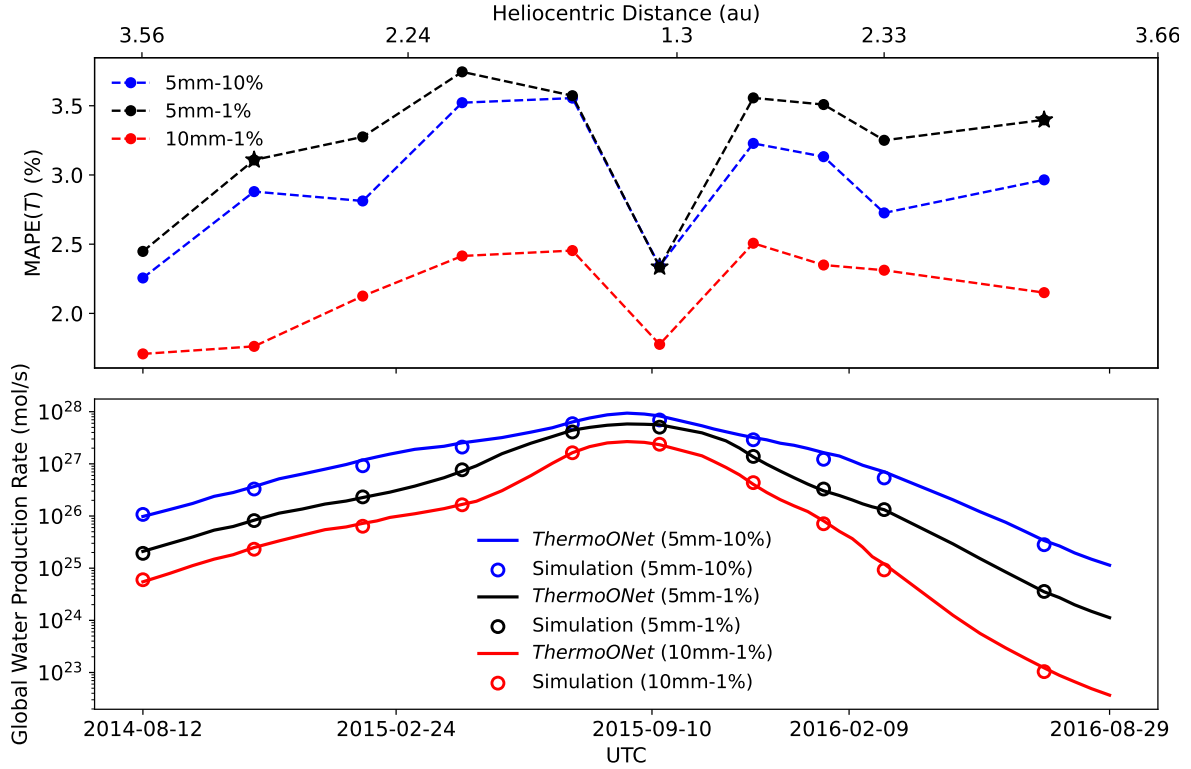 Heliocentric Distance (au)
3.56 2.24 1.3 2.33 3.66
MAPE(T) (%)
3.5
3.0
2.5
2.0
5mm-10%
5mm-1%
10mm-1%
Global Water Production Rate (mol/s)
10^28
10^27
10^26
10^25
10^24
10^23
ThermoONet (5mm-10%)
Simulation (5mm-10%)
ThermoONet (5mm-1%)
Simulation (5mm-1%)
ThermoONet (10mm-1%)
Simulation (10mm-1%)
2014-08-12 2015-02-24 2015-09-10 2016-02-09 2016-08-29
UTC